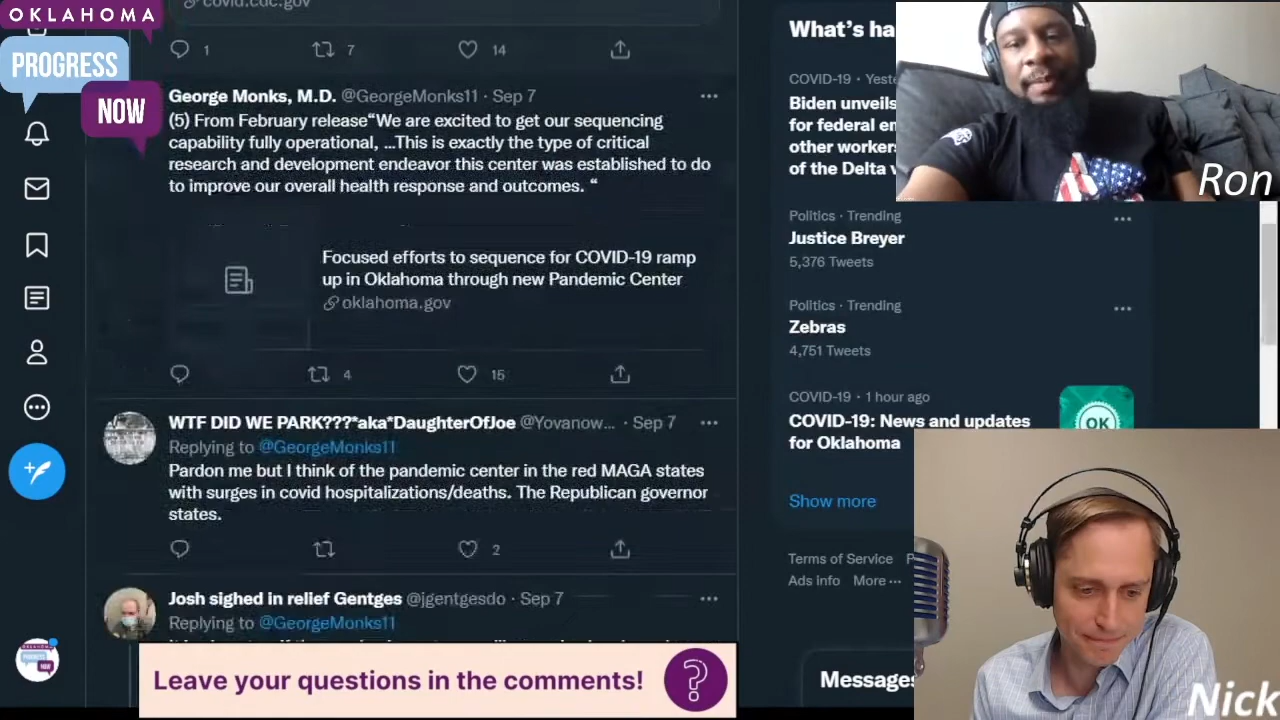 OKLAHOMA
PROGRESS
NOW
covid.cdc.gov
1
7
14
George Monks, M.D. @GeorgeMonks11 · Sep 7
(5) From February release“We are excited to get our sequencing
capability fully operational, ...This is exactly the type of critical
research and development endeavor this center was established to do
to improve our overall health response and outcomes. “
Focused efforts to sequence for COVID-19 ramp
up in Oklahoma through new Pandemic Center
oklahoma.gov
4
15
WTF DID WE PARK???*aka*DaughterOfJoe @Yovanow... · Sep 7
Replying to @GeorgeMonks11
Pardon me but I think of the pandemic center in the red MAGA states
with surges in covid hospitalizations/deaths. The Republican governor
states.
2
Josh sighed in relief Gentges @jgentgesdo · Sep 7
Replying to @GeorgeMonks11
Leave your questions in the comments!
?
What’s ha
COVID-19 · Yeste
Biden unveils
for federal em
other workers
of the Delta v
Politics · Trending
Justice Breyer
5,376 Tweets
Politics · Trending
Zebras
4,751 Tweets
COVID-19 · 1 hour ago
COVID-19: News and updates
for Oklahoma
OK
Show more
Terms of Service
Ads info More ···
Messages
Ron
Nick